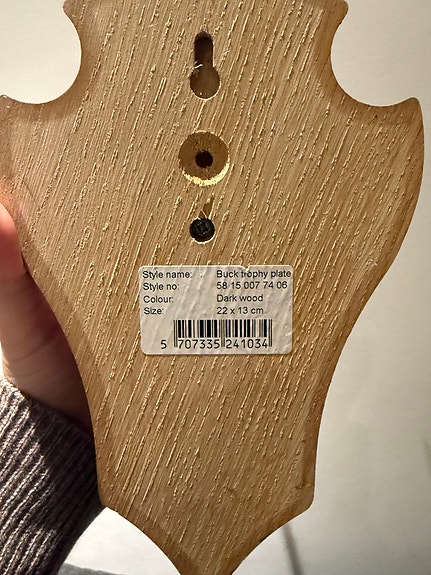 Style name: Buck trophy plate
Style no: 58 15 007 74 06
Colour: Dark wood
Size: 22 x 13 cm
5 707335 241034